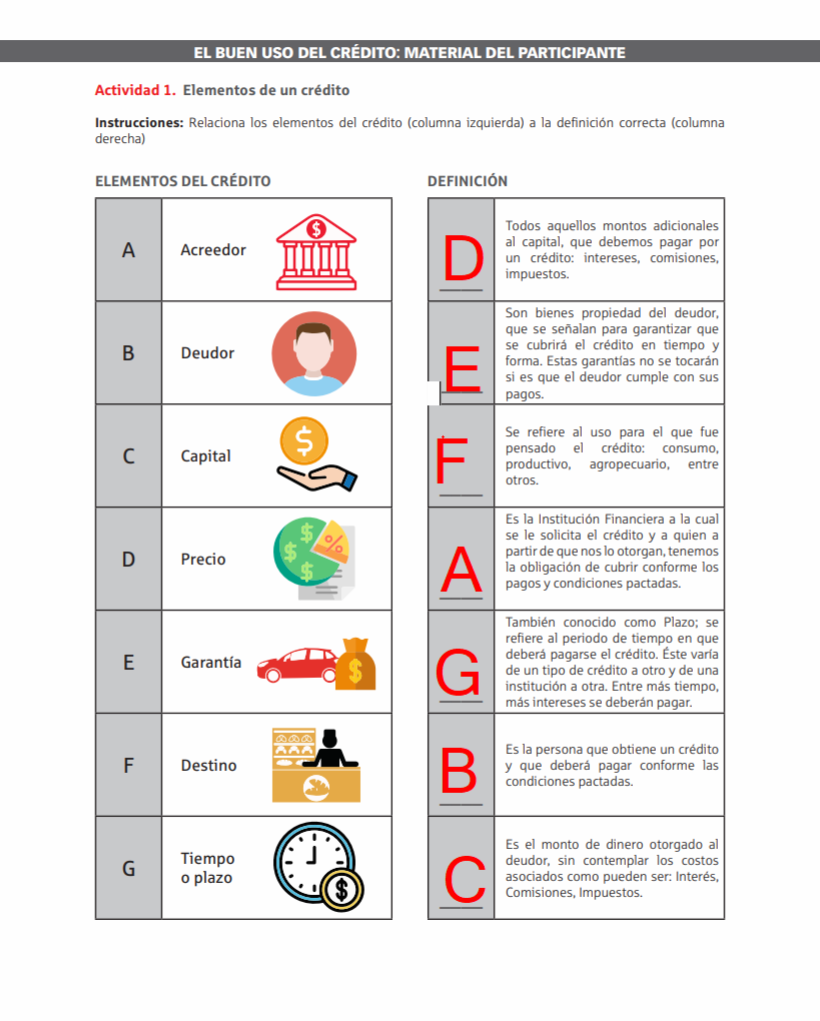 EL BUEN USO DEL CRÉDITO: MATERIAL DEL PARTICIPANTE
Actividad 1. Elementos de un crédito
Instrucciones: Relaciona los elementos del crédito (columna izquierda) a la definición correcta (columna
derecha)
ELEMENTOS DEL CRÉDITO
A
Acreedor
$
B
Deudor
C
Capital
$
D
Precio
$
$
$
%
E
Garantía
$
F
Destino
G
Tiempo
o plazo
$
DEFINICIÓN
D
Todos aquellos montos adicionales
al capital, que debemos pagar por
un crédito: intereses, comisiones,
impuestos.
E
Son bienes propiedad del deudor,
que se señalan para garantizar que
se cubrirá el crédito en tiempo y
forma. Estas garantías no se tocarán
si es que el deudor cumple con sus
pagos.
F
Se refiere al uso para el que fue
pensado el crédito: consumo,
productivo, agropecuario, entre
otros.
A
Es la Institución Financiera a la cual
se le solicita el crédito y a quien a
partir de que nos lo otorgan, tenemos
la obligación de cubrir conforme los
pagos y condiciones pactadas.
G
También conocido como Plazo; se
refiere al periodo de tiempo en que
deberá pagarse el crédito. Éste varía
de un tipo de crédito a otro y de una
institución a otra. Entre más tiempo,
más intereses se deberán pagar.
B
Es la persona que obtiene un crédito
y que deberá pagar conforme las
condiciones pactadas.
C
Es el monto de dinero otorgado al
deudor, sin contemplar los costos
asociados como pueden ser: Interés,
Comisiones, Impuestos.